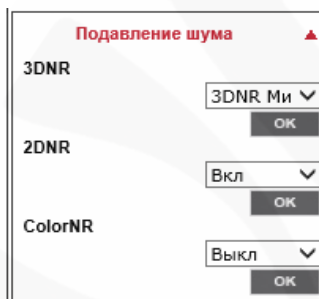 Подавление шума
3DNR
3DNR Ми
OK
2DNR
Вкл
OK
ColorNR
Выкл
OK